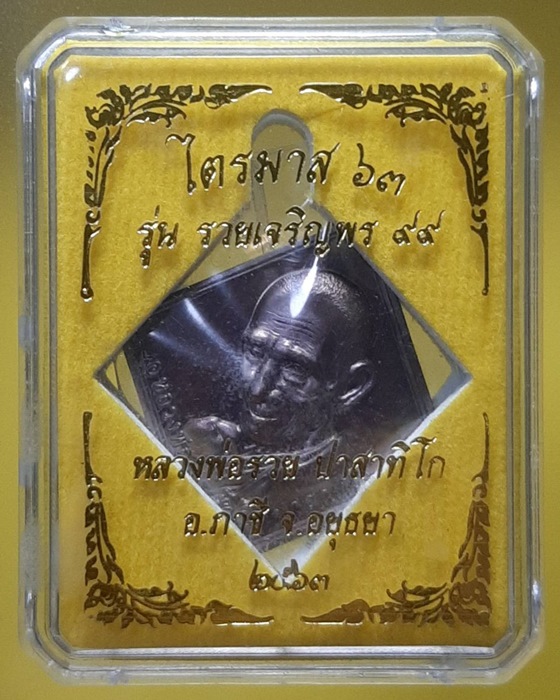 ไตรมาส ๖๓
รุ่น รวยเจริญพร ๙๙
หลวงพ่อรวย ปาสาทิโก
อ.ภาชี จ.อยุธยา
๒๕๖๓